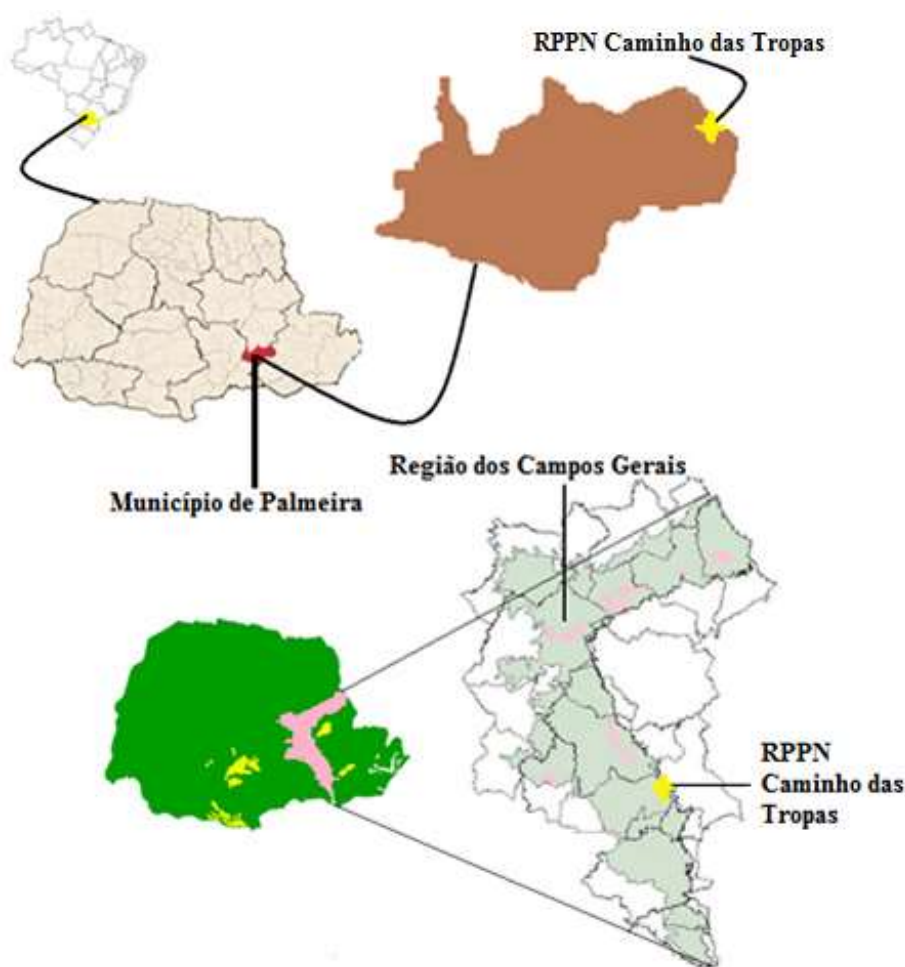 RPPN Caminho das Tropas
Município de Palmeira
Região dos Campos Gerais
RPPN
Caminho das
Tropas